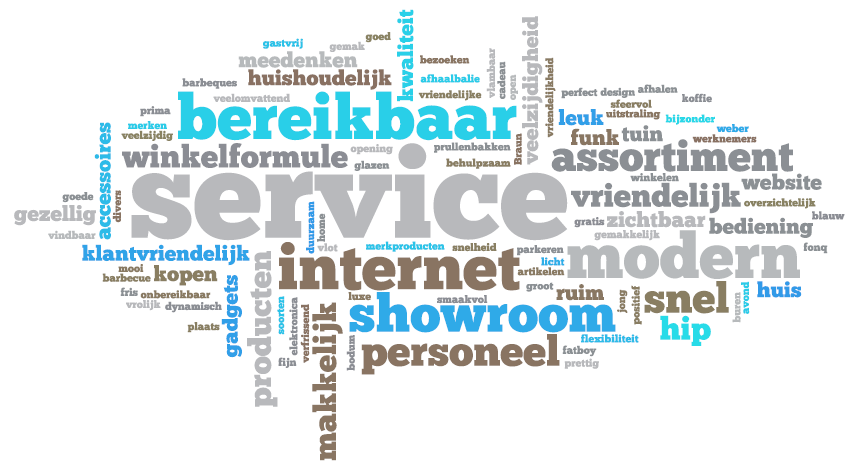 kwaliteit
goed
gastvrij
gemak
meedenken
bezoeken
huishoudelijk
afhaalbalie
barbeques
vriendelijke
veelomvattend
viambaar
cadeau
open
veelzijdigheid
vriendelijkheid
perfect design
afhalen
koffie
sfeervol
uitstraling
bijzonder
leuk
prima
merken
veelzijdig
bereikbaar
funk
tuin
weber
werknemers
accessoires
winkelformule
opening
glazen
prullenbakken
behulpzaam
Braun
assortiment
service
winkelen
website
vriendelijk
overzichtelijk
goede
divers
gezellig
vindbaar
duurzaam
home
gratis
zichtbaar
blauw
bediening
gemakkelijk
klantvriendelijk
vlot
merkproducten
snelheid
parkeren
modern
fonq
mooi
barbecue
kopen
internet
licht
artikelen
fris
onbereikbaar
vrolijk
dynamisch
gadgets
producten
soorten
elektronica
verfrissend
makkelijk
luxe
smaakvol
groot
ruim
jong
positief
snel
buren
avond
huis
plaats
showroom
hip
fijn
bodum
personeel
flexibiliteit
fatboy
prettig